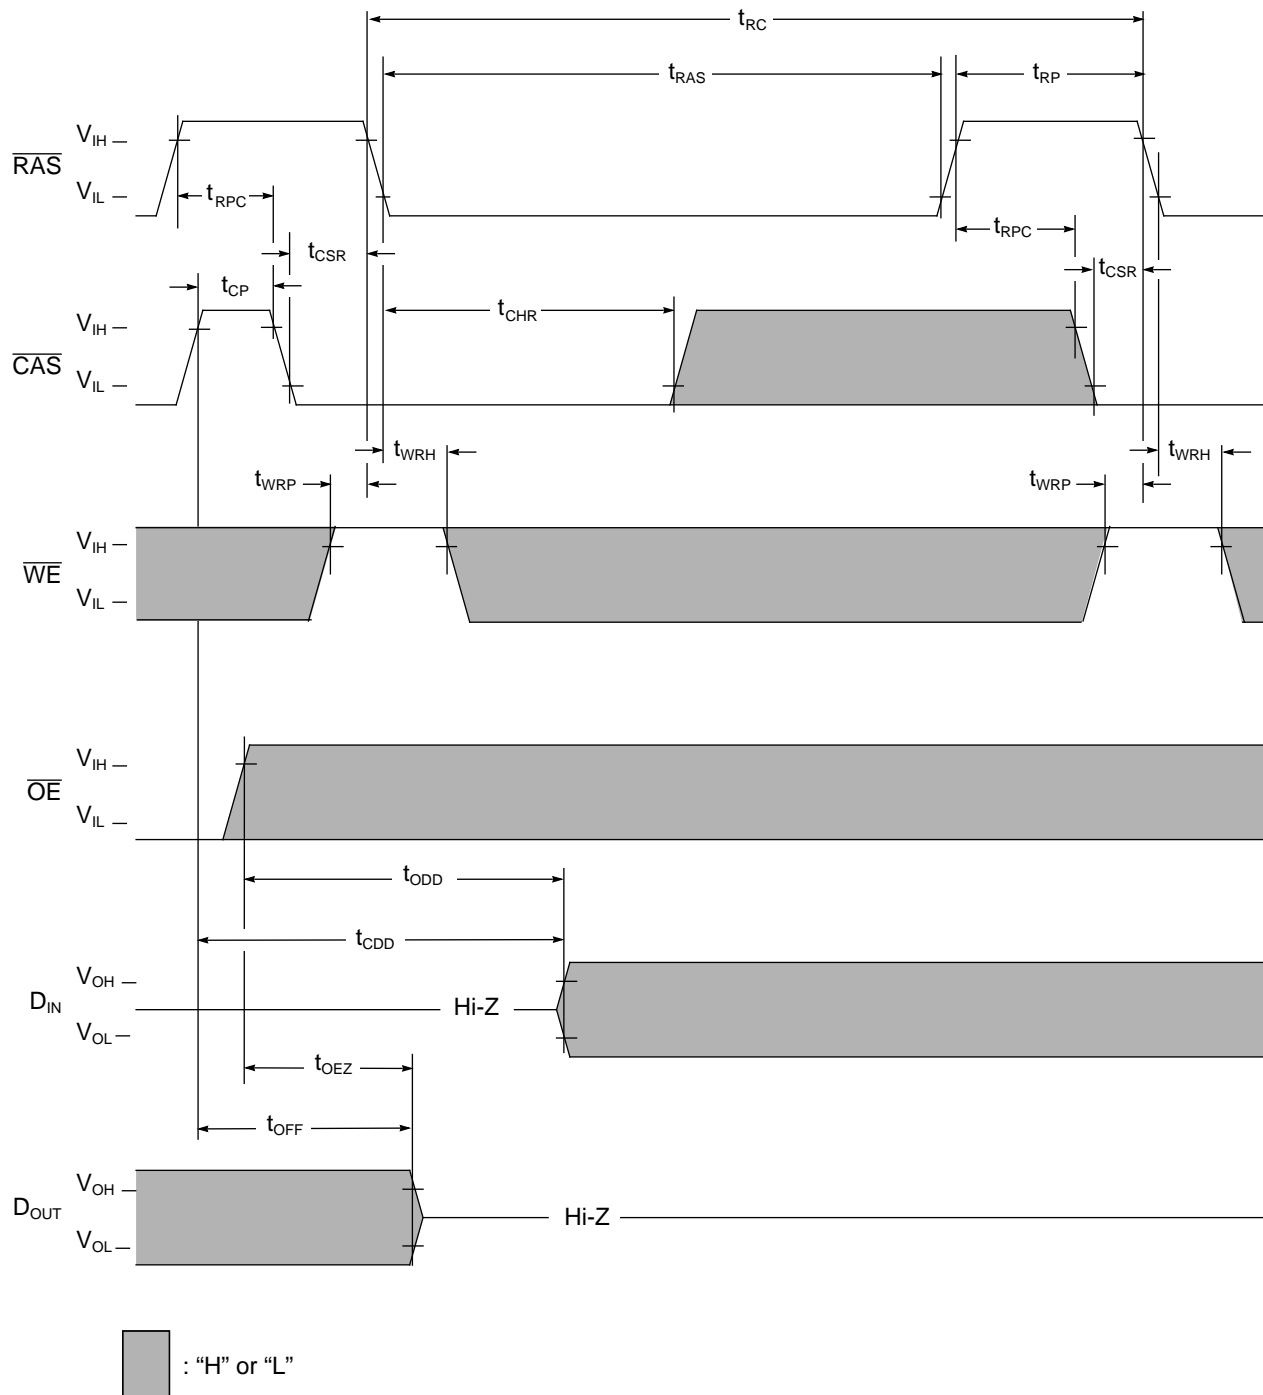 tRC
tRAS
tRP
VIH
RAS
VIL
tRPC
tRPC
tCSR
tCSR
tCP
tCHR
VIH
CAS
VIL
tWRH
tWRH
tWRP
tWRP
VIH
WE
VIL
VIH
OE
VIL
tODD
tCDD
VOH
DIN
Hi-Z
VOL
tOEZ
tOFF
VOH
DOUT
Hi-Z
VOL
: “H” or “L”